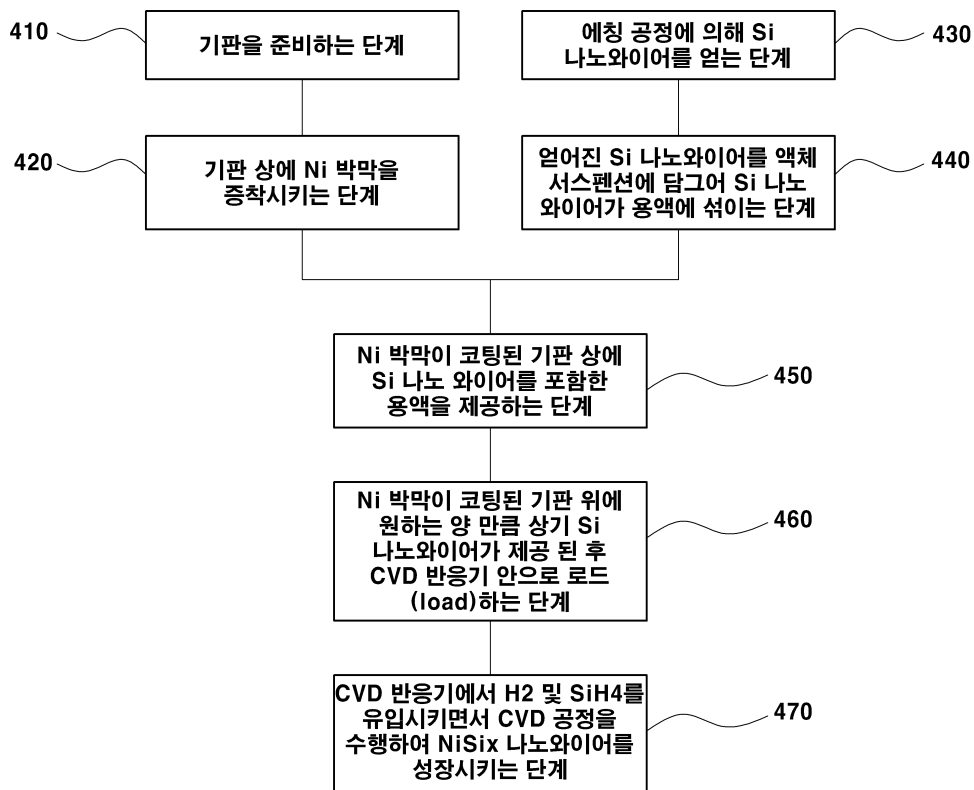 410
기판을 준비하는 단계
에칭 공정에 의해 Si
나노와이어를 얻는 단계
430
420
기판 상에 Ni 박막을
증착시키는 단계
얻어진 Si 나노와이어를 액체
서스펜션에 담그어 Si 나노
와이어가 용액에 섞이는 단계
440
Ni 박막이 코팅된 기판 상에
Si 나노 와이어를 포함한
용액을 제공하는 단계
450
Ni 박막이 코팅된 기판 위에
원하는 양 만큼 상기 Si
나노와이어가 제공 된 후
CVD 반응기 안으로 로드
(load)하는 단계
460
CVD 반응기에서 H2 및 SiH4를
유입시키면서 CVD 공정을
수행하여 NiSix 나노와이어를
성장시키는 단계
470